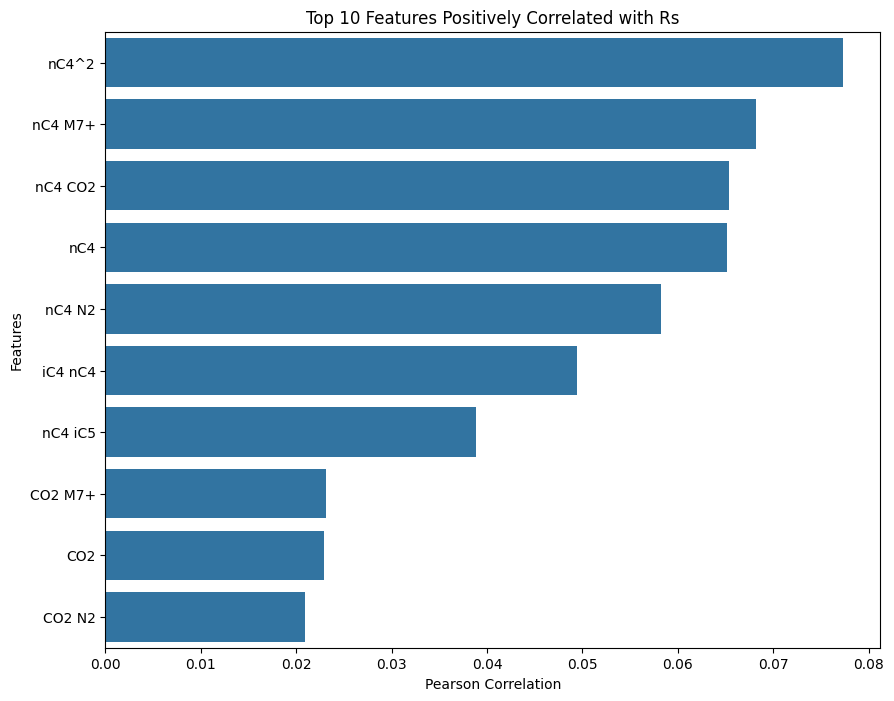 Top 10 Features Positively Correlated with Rs
Features
nC4^2
nC4 M7+
nC4 CO2
nC4
nC4 N2
iC4 nC4
nC4 iC5
CO2 M7+
CO2
CO2 N2
0.00 0.01 0.02 0.03 0.04 0.05 0.06 0.07 0.08
Pearson Correlation